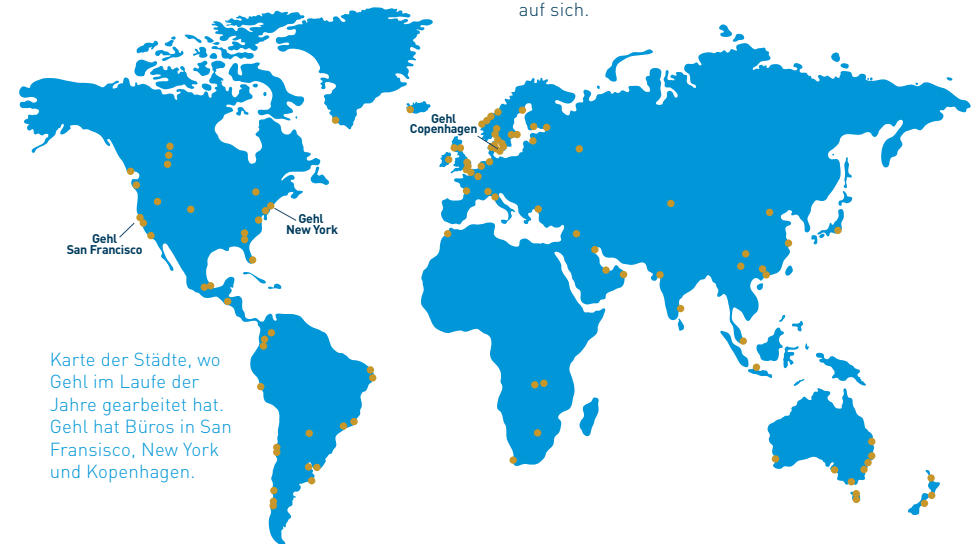 auf sich.
Gehl
Copenhagen
Gehl
New York
Gehl
San Francisco
Karte der Städte, wo
Gehl im Laufe der
Jahre gearbeitet hat.
Gehl hat Büros in San
Fransisco, New York
und Kopenhagen.